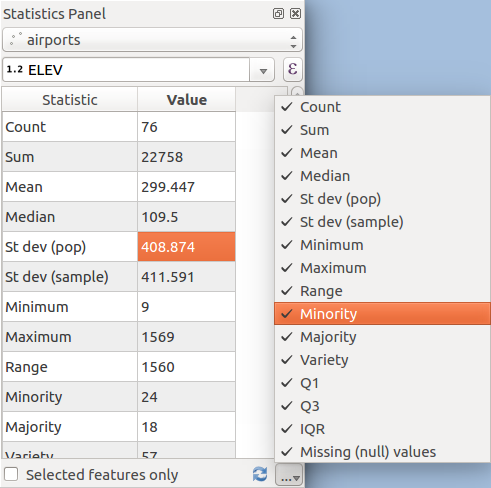 Statistics Panel
airports
1.2 ELEV
ε
Statistic Value
Count 76
Sum 22758
Mean 299.447
Median 109.5
St dev (pop) 408.874
St dev (sample) 411.591
Minimum 9
Maximum 1569
Range 1560
Minority 24
Majority 18
Variety 57
Selected features only
...
Count
Sum
Mean
Median
St dev (pop)
St dev (sample)
Minimum
Maximum
Range
Minority
Majority
Variety
Q1
Q3
IQR
Missing (null) values